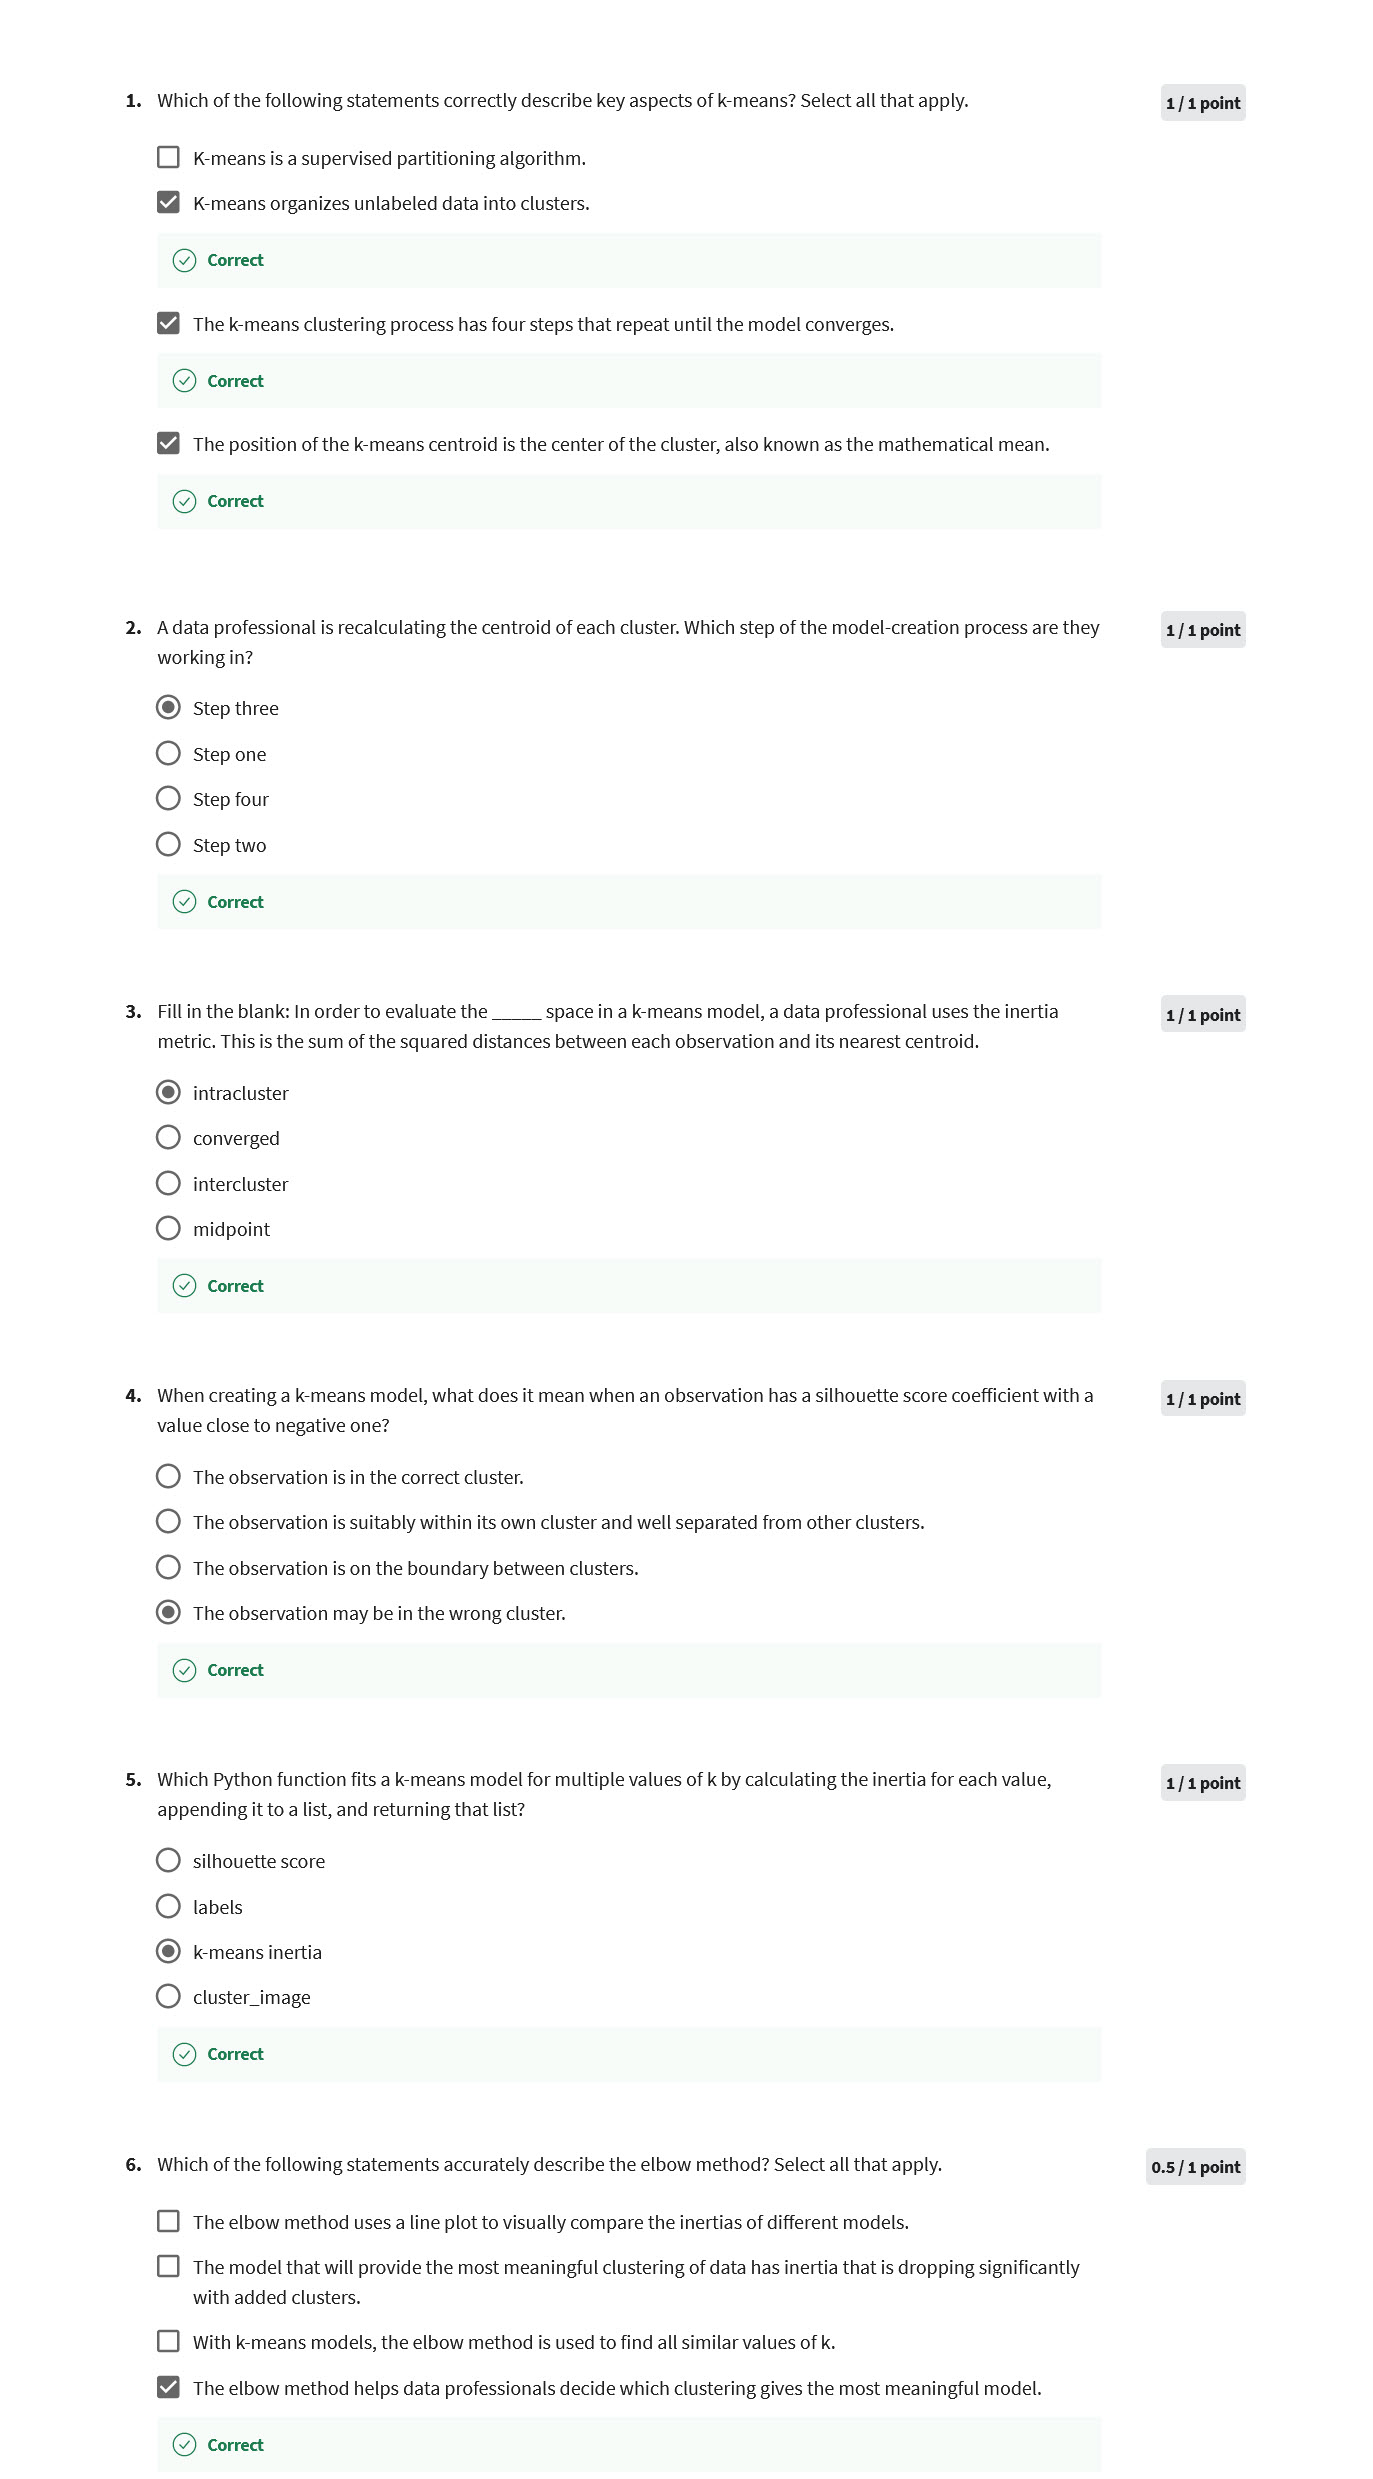 1. Which of the following statements correctly describe key aspects of k-means? Select all that apply.
1 / 1 point
K-means is a supervised partitioning algorithm.
K-means organizes unlabeled data into clusters.
Correct
The k-means clustering process has four steps that repeat until the model converges.
Correct
The position of the k-means centroid is the center of the cluster, also known as the mathematical mean.
Correct
2. A data professional is recalculating the centroid of each cluster. Which step of the model-creation process are they
working in?
1 / 1 point
Step three
Step one
Step four
Step two
Correct
3. Fill in the blank: In order to evaluate the _____ space in a k-means model, a data professional uses the inertia
metric. This is the sum of the squared distances between each observation and its nearest centroid.
1 / 1 point
intracluster
converged
intercluster
midpoint
Correct
4. When creating a k-means model, what does it mean when an observation has a silhouette score coefficient with a
value close to negative one?
1 / 1 point
The observation is in the correct cluster.
The observation is suitably within its own cluster and well separated from other clusters.
The observation is on the boundary between clusters.
The observation may be in the wrong cluster.
Correct
5. Which Python function fits a k-means model for multiple values of k by calculating the inertia for each value,
appending it to a list, and returning that list?
1 / 1 point
silhouette score
labels
k-means inertia
cluster_image
Correct
6. Which of the following statements accurately describe the elbow method? Select all that apply.
0.5 / 1 point
The elbow method uses a line plot to visually compare the inertias of different models.
The model that will provide the most meaningful clustering of data has inertia that is dropping significantly
with added clusters.
With k-means models, the elbow method is used to find all similar values of k.
The elbow method helps data professionals decide which clustering gives the most meaningful model.
Correct